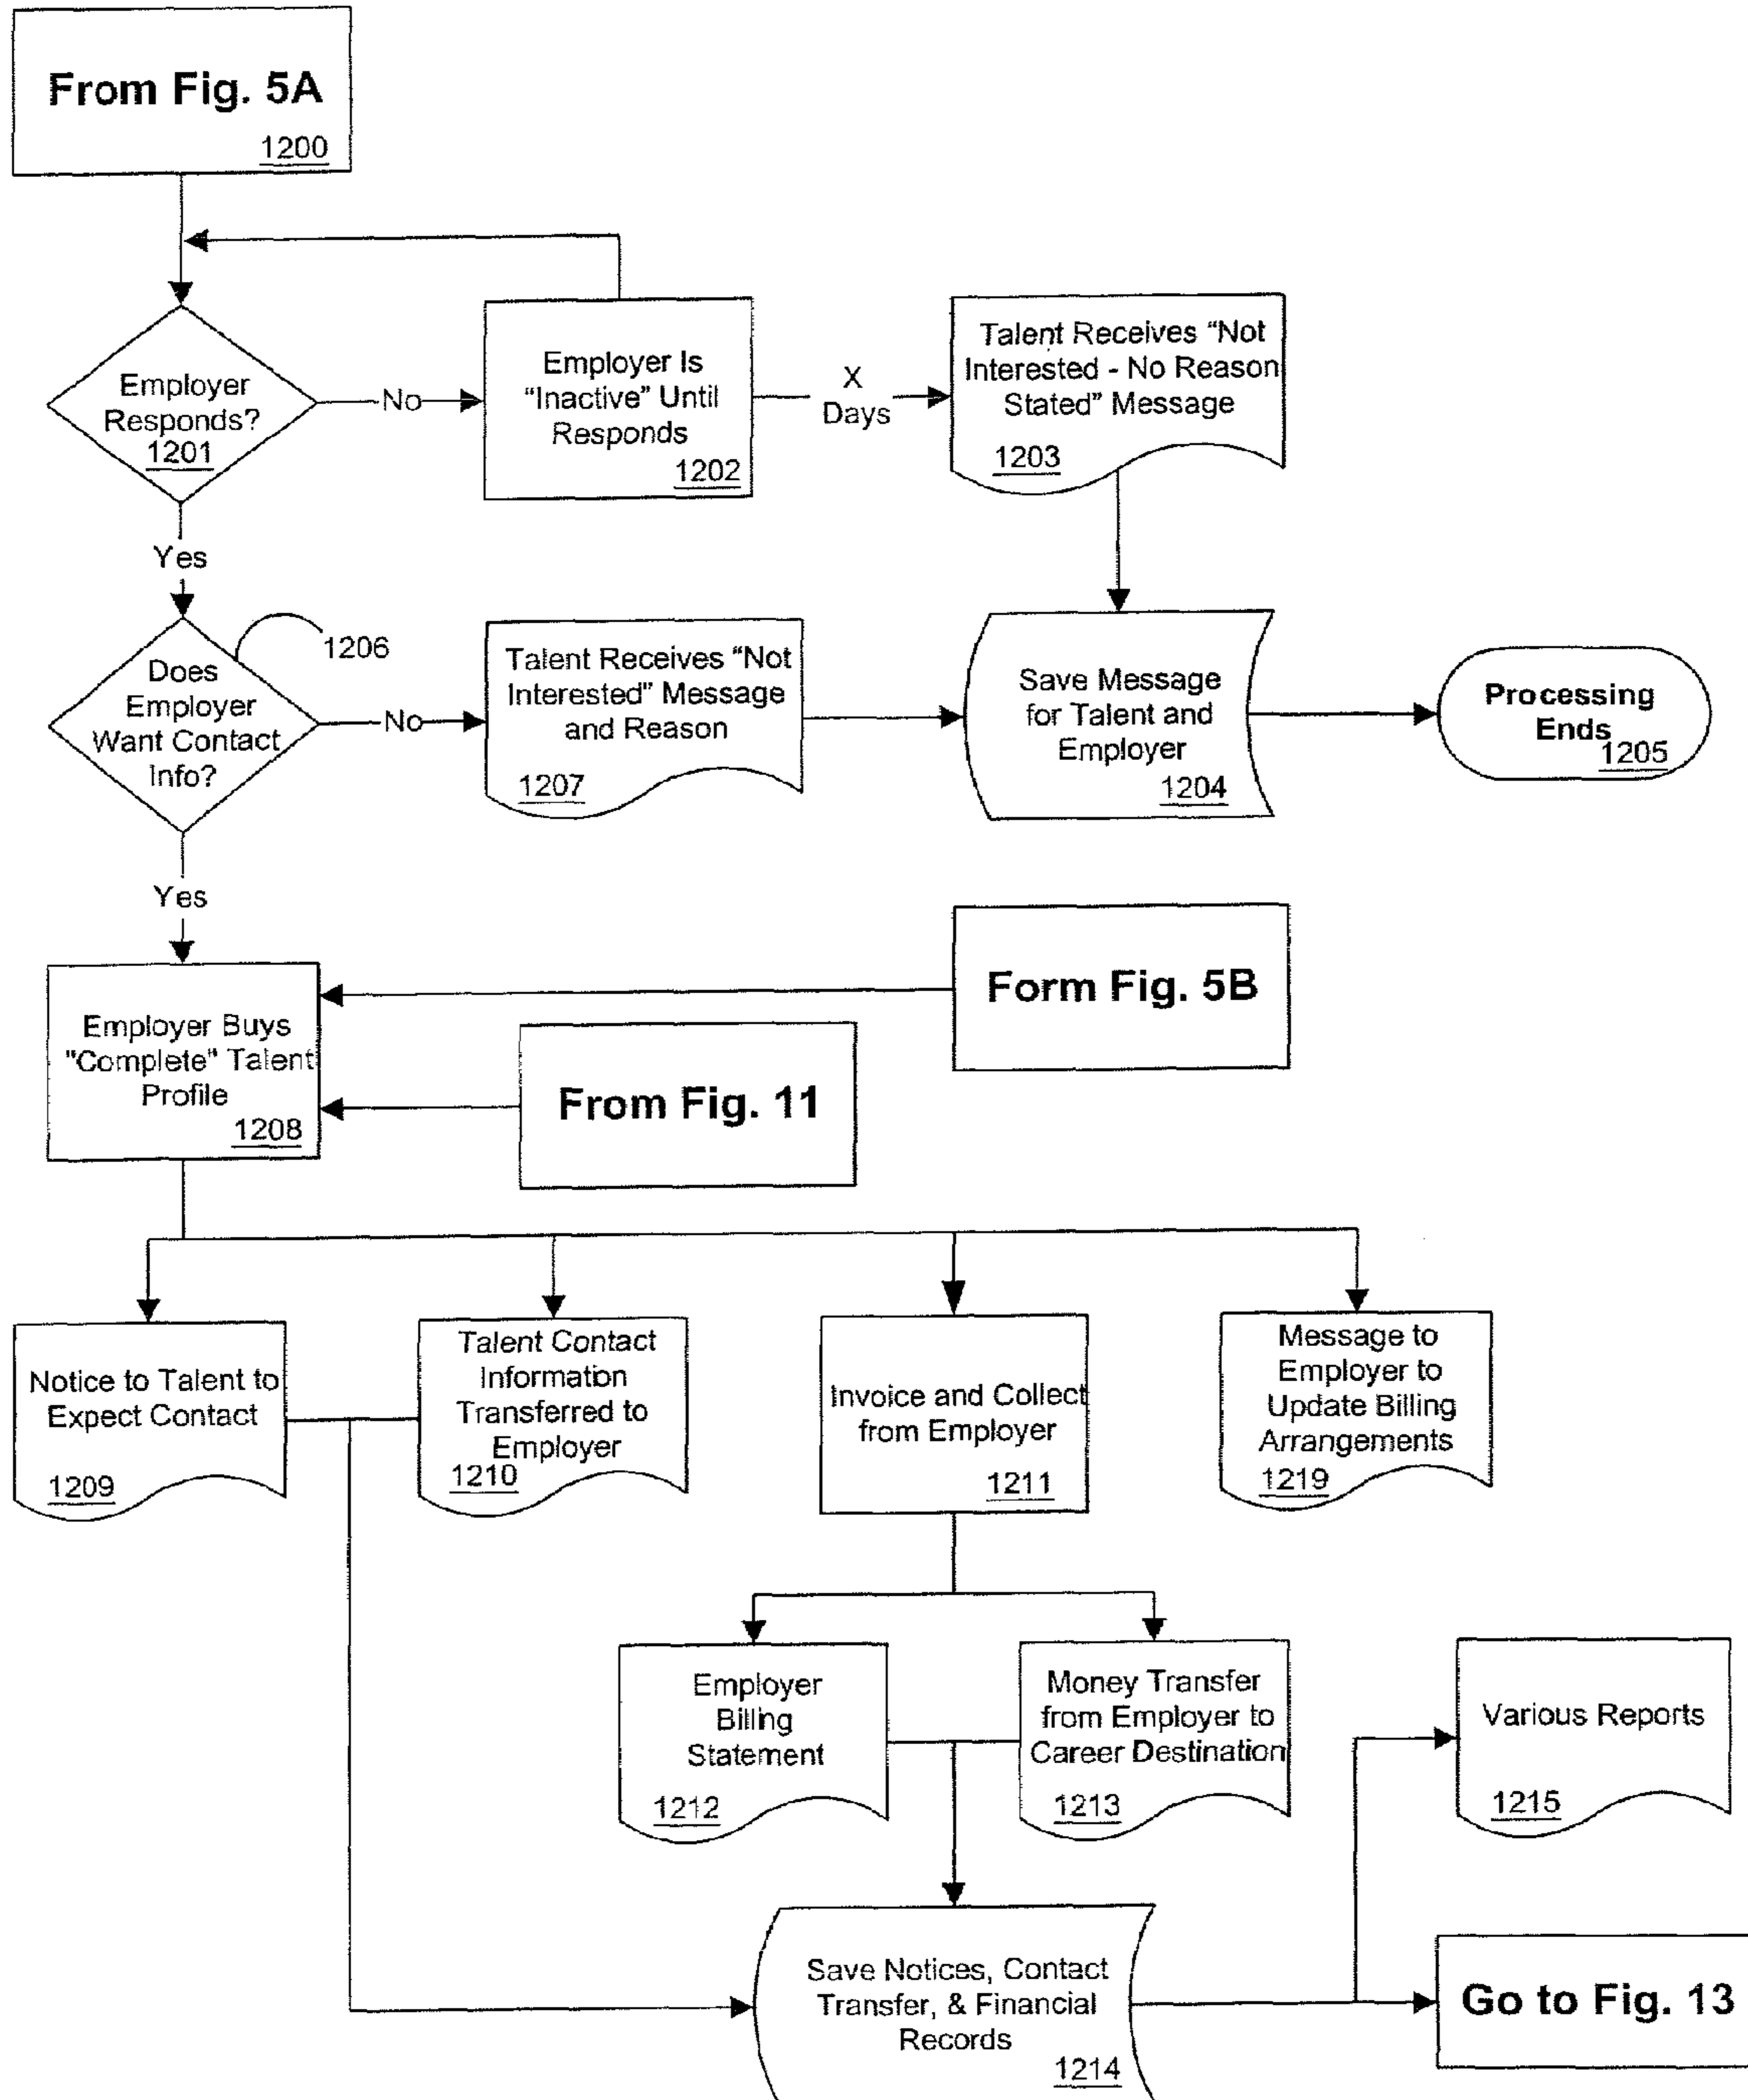 From Fig. 5A
1200
Employer
Responds?
1201
No
Employer Is
"Inactive" Until
Responds
1202
X
Days
Talent Receives "Not
Interested - No Reason
Stated" Message
1203
Yes
1206
Does
Employer
Want Contact
Info?
No
Talent Receives "Not
Interested" Message
and Reason
1207
Save Message
for Talent and
Employer
1204
Processing
Ends
1205
Yes
Employer Buys
"Complete" Talent
Profile
1208
Form Fig. 5B
From Fig. 11
Notice to Talent to
Expect Contact
1209
Talent Contact
Information
Transferred to
Employer
1210
Invoice and Collect
from Employer
1211
Message to
Employer to
Update Billing
Arrangements
1219
Employer
Billing
Statement
1212
Money Transfer
from Employer to
Career Destination
1213
Various Reports
1215
Save Notices, Contact
Transfer, & Financial
Records
1214
Go to Fig. 13